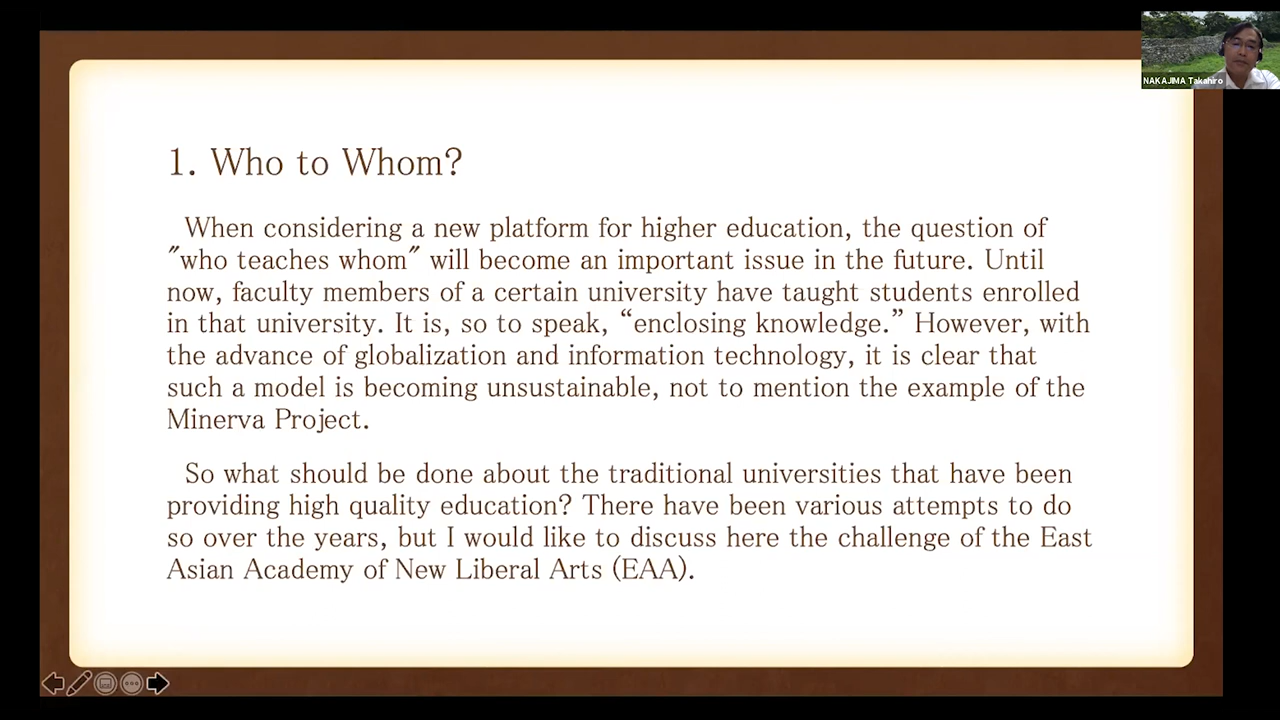 NAKAJIMA Takahiro
1. Who to Whom?
When considering a new platform for higher education, the question of
"who teaches whom" will become an important issue in the future. Until
now, faculty members of a certain university have taught students enrolled
in that university. It is, so to speak, “enclosing knowledge.” However, with
the advance of globalization and information technology, it is clear that
such a model is becoming unsustainable, not to mention the example of the
Minerva Project.
So what should be done about the traditional universities that have been
providing high quality education? There have been various attempts to do
so over the years, but I would like to discuss here the challenge of the East
Asian Academy of New Liberal Arts (EAA).